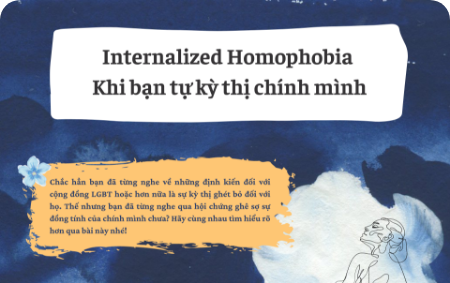 Internalized Homophobia
Khi bạn tự kỳ thị chính mình
Chắc hẳn bạn đã từng nghe về những định kiến đối với
cộng đồng LGBT hoặc hơn nữa là sự kỳ thị ghét bỏ đối với
họ. Thế nhưng bạn đã từng nghe qua hội chứng ghê sợ sự
đồng tính của chính mình chưa? Hãy cùng nhau tìm hiểu rõ
hơn qua bài này nhé!